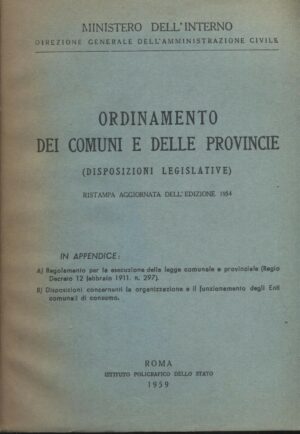 MINISTERO DELL'INTERNO
DIREZIONE GENERALE DELL'AMMINISTRAZIONE CIVILE
ORDINAMENTO
DEI COMUNI E DELLE PROVINCIE
(DISPOSIZIONI LEGISLATIVE)
RISTAMPA AGGIORNATA DELL'EDIZIONE 1954
IN APPENDICE:
A) Regolamento per la esecuzione della legge comunale e provinciale (Regio
Decreto 12 febbraio 1911, n. 297).
B) Disposizioni concernenti la organizzazione e il funzionamento degli Enti
comunali di consumo.
ROMA
ISTITUTO POLIGRAFICO DELLO STATO
1959